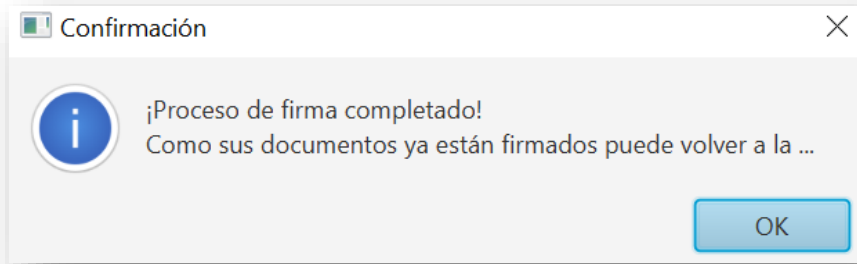 Confirmación
¡Proceso de firma completado!
Como sus documentos ya están firmados puede volver a la ...
OK